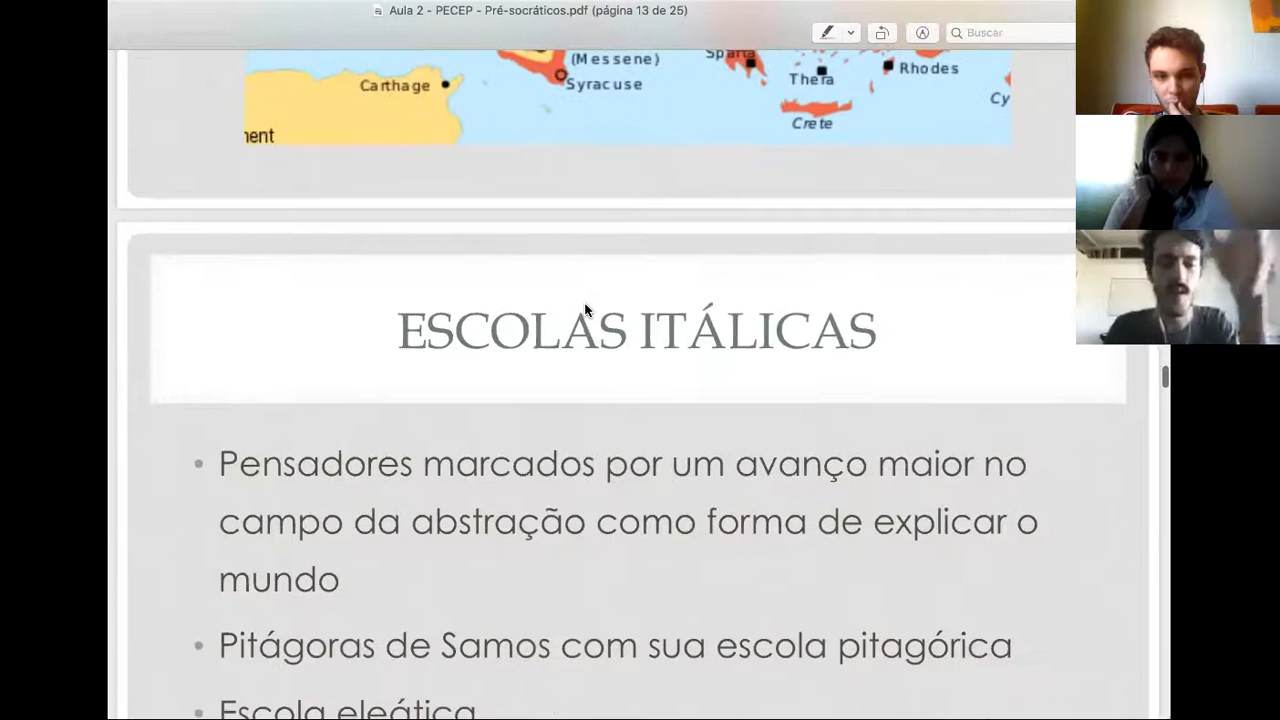 Aula 2 - PECEP - Pré-socráticos.pdf (página 13 de 25)
Buscar
(Messene)
Sparta
Carthage
Syracuse
Thera
Rhodes
Cy
Crete
nent
ESCOLAS ITÁLICAS
• Pensadores marcados por um avanço maior no
campo da abstração como forma de explicar o
mundo
• Pitágoras de Samos com sua escola pitagórica
• Escola eleática